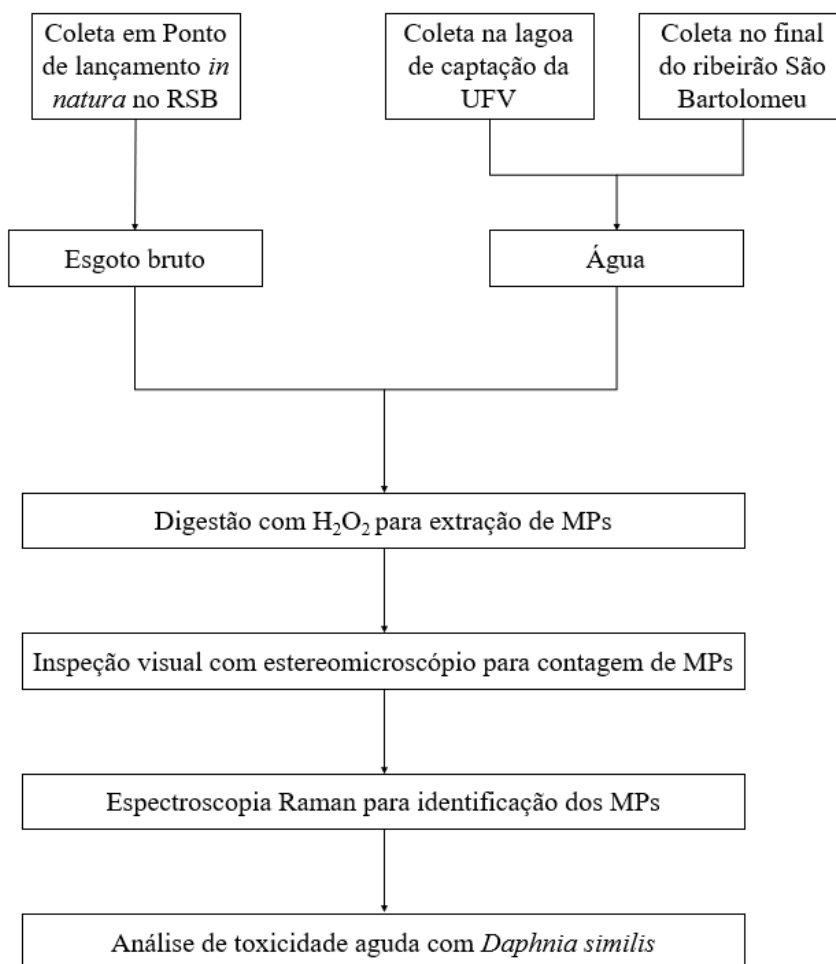 Coleta em Ponto
de lançamento in
natura no RSB
Coleta na lagoa
de captação da
UFV
Coleta no final
do ribeirão São
Bartolomeu
Esgoto bruto
Água
Digestão com H₂O₂ para extração de MPs
Inspeção visual com estereomicroscópio para contagem de MPs
Espectroscopia Raman para identificação dos MPs
Análise de toxicidade aguda com Daphnia similis